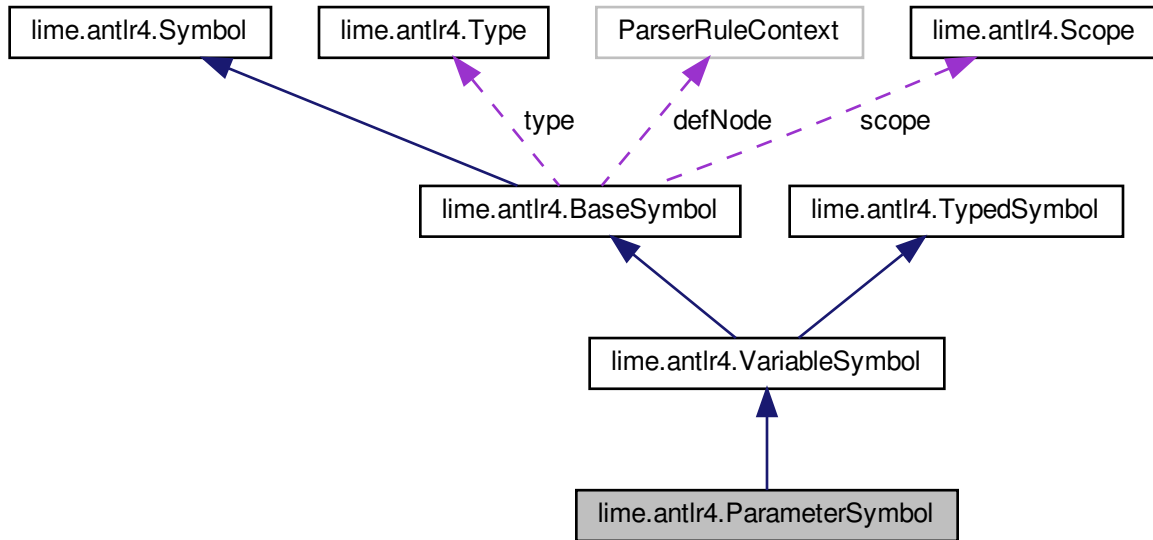 lime.antlr4.Symbol
lime.antlr4.Type
ParserRuleContext
lime.antlr4.Scope
type
defNode
scope
lime.antlr4.BaseSymbol
lime.antlr4.TypedSymbol
lime.antlr4.VariableSymbol
lime.antlr4.ParameterSymbol